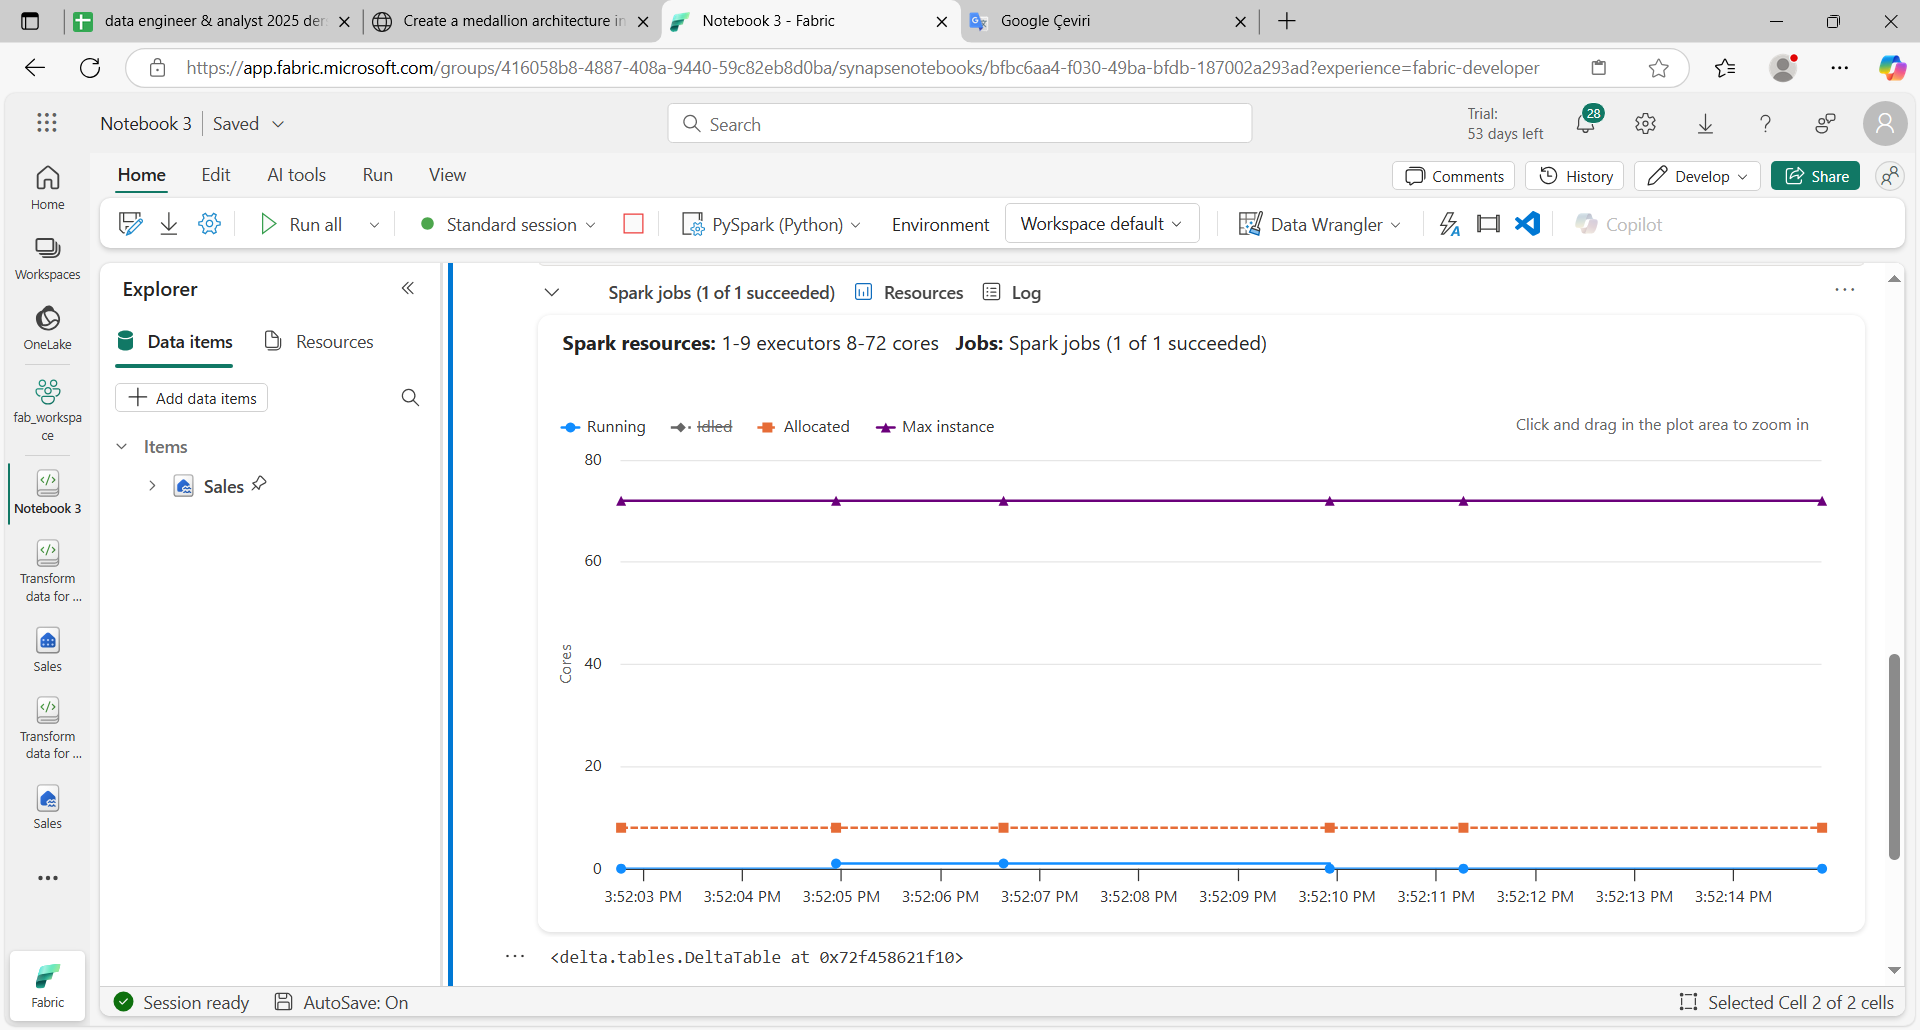 data engineer & analyst 2025 der
Create a medallion architecture in
Notebook 3 - Fabric
Google Çeviri
https://app.fabric.microsoft.com/groups/416058b8-4887-408a-9440-59c82eb8d0ba/synapsenotebooks/bfbc6aa4-f030-49ba-bfdb-187002a293ad?experience=fabric-developer
Notebook 3
Saved
Search
Trial:
53 days left
28
Home
Edit
AI tools
Run
View
Comments
History
Develop
Share
Run all
Standard session
PySpark (Python)
Environment
Workspace default
Data Wrangler
Copilot
Home
Workspaces
OneLake
fab_workspa
ce
Notebook 3
Transform
data for ...
Sales
Transform
data for ...
Sales
Fabric
Explorer
Data items
Resources
Add data items
Items
Sales
Spark jobs (1 of 1 succeeded)
Resources
Log
Spark resources: 1-9 executors 8-72 cores Jobs: Spark jobs (1 of 1 succeeded)
Running
Idled
Allocated
Max instance
Click and drag in the plot area to zoom in
80
60
40
20
0
Cores
3:52:03 PM
3:52:04 PM
3:52:05 PM
3:52:06 PM
3:52:07 PM
3:52:08 PM
3:52:09 PM
3:52:10 PM
3:52:11 PM
3:52:12 PM
3:52:13 PM
3:52:14 PM
<delta.tables.DeltaTable at 0x72f458621f10>
Session ready
AutoSave: On
Selected Cell 2 of 2 cells